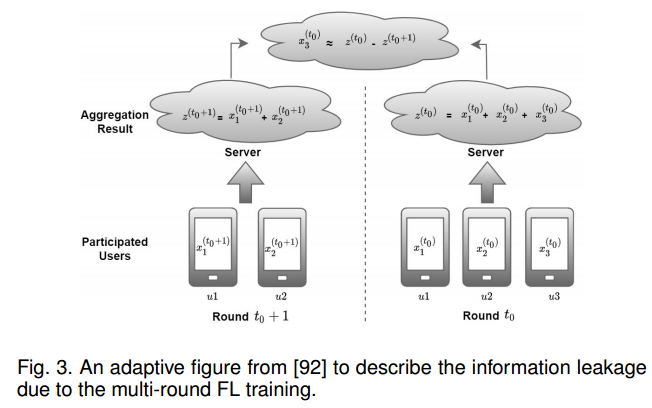 x_3^{(t_0)} ≈ z^{(t_0)} - z^{(t_0+1)}
Aggregation
Result
z^{(t_0+1)} = x_1^{(t_0+1)} + x_2^{(t_0+1)}
z^{(t_0)} = x_1^{(t_0)} + x_2^{(t_0)} + x_3^{(t_0)}
Server
Server
Participated
Users
x_1^{(t_0+1)}
x_2^{(t_0+1)}
x_1^{(t_0)}
x_2^{(t_0)}
x_3^{(t_0)}
u1
u2
u1
u2
u3
Round t_0 + 1
Round t_0
Fig. 3. An adaptive figure from [92] to describe the information leakage
due to the multi-round FL training.